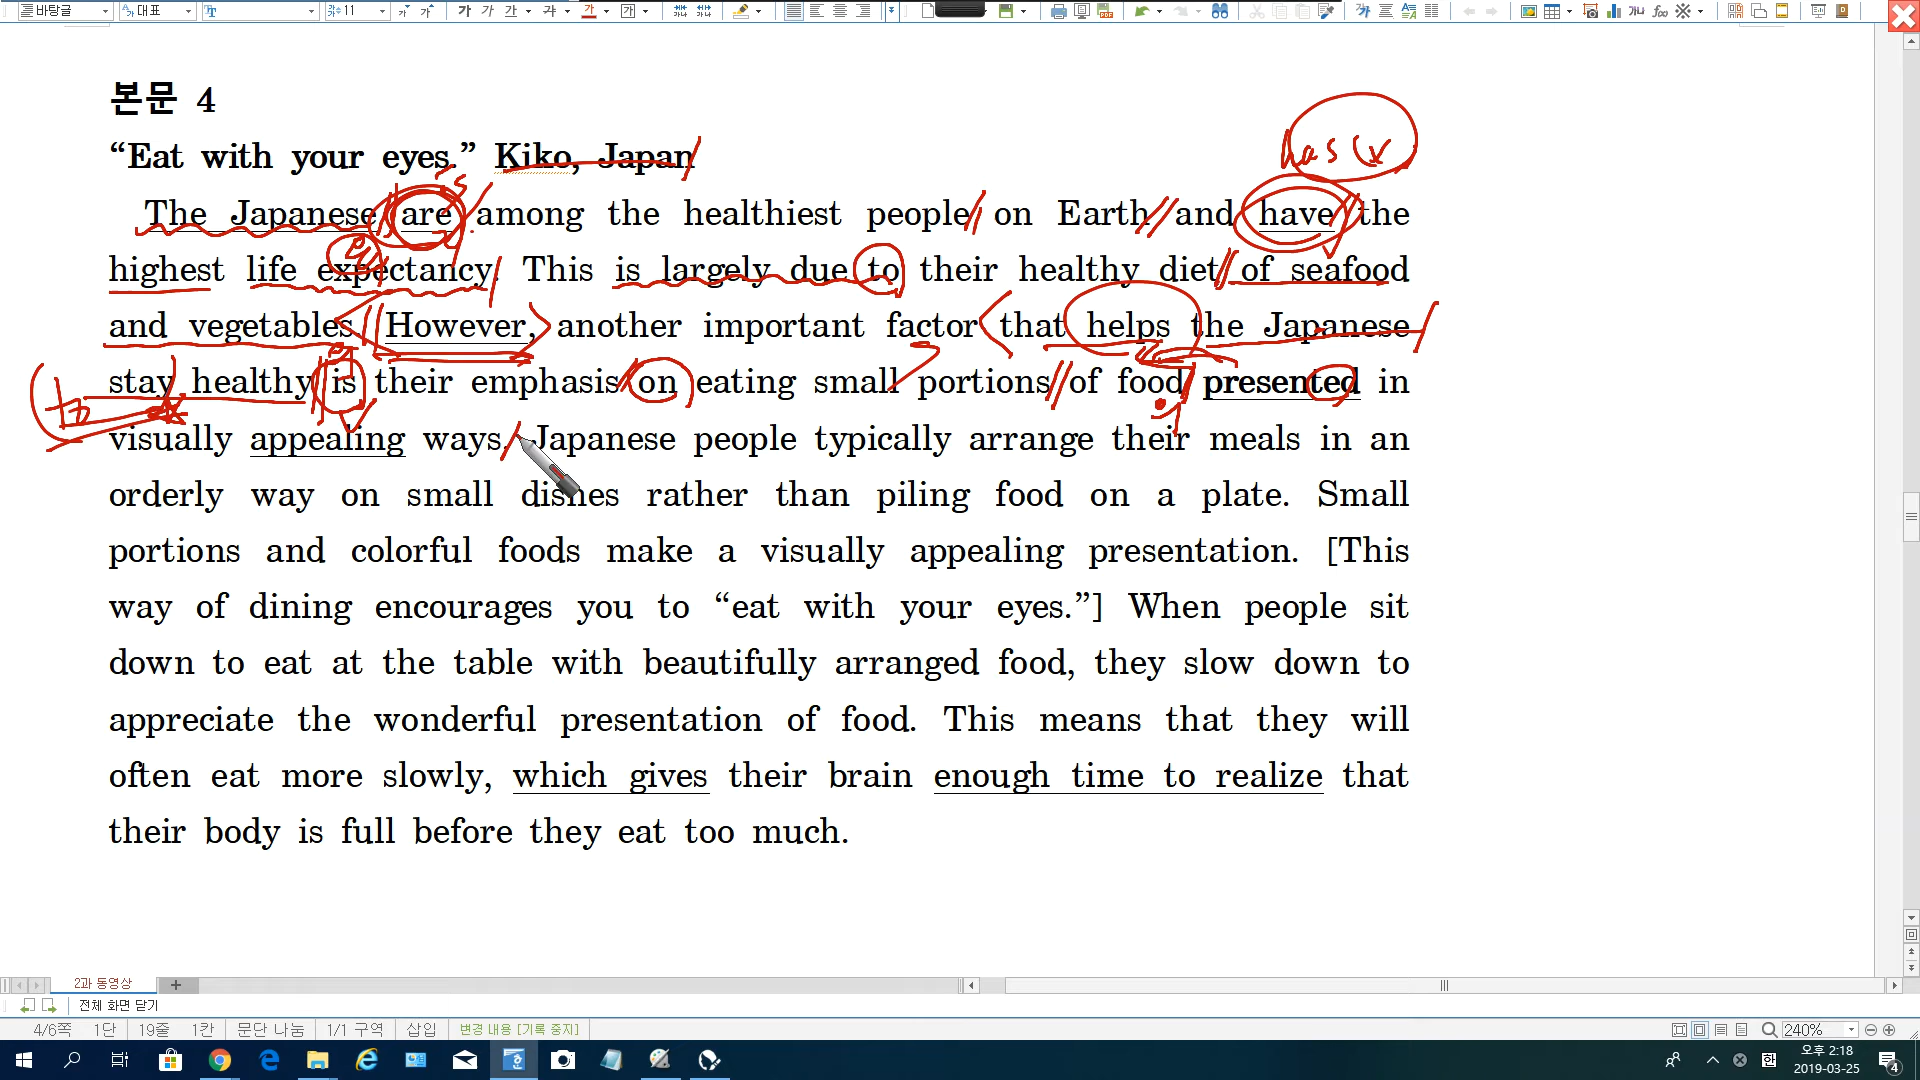 바탕글 대표 11
본문 4
“Eat with your eyes.” Kiko, Japan
has (x
The Japanese are among the healthiest people on Earth and have the
highest life expectancy. This is largely due to their healthy diet of seafood
and vegetables. However, another important factor that helps the Japanese
stay healthy is their emphasis on eating small portions of food presented in
to
visually appealing ways. Japanese people typically arrange their meals in an
orderly way on small dishes rather than piling food on a plate. Small
portions and colorful foods make a visually appealing presentation. [This
way of dining encourages you to “eat with your eyes.”] When people sit
down to eat at the table with beautifully arranged food, they slow down to
appreciate the wonderful presentation of food. This means that they will
often eat more slowly, which gives their brain enough time to realize that
their body is full before they eat too much.
2과 동영상
전체 화면 닫기
4/6쪽 1단 19줄 1칸 문단 나눔 1/1 구역 삽입 변경 내용 [기록 중지] 240%
오후 2:18
2019-03-25
4